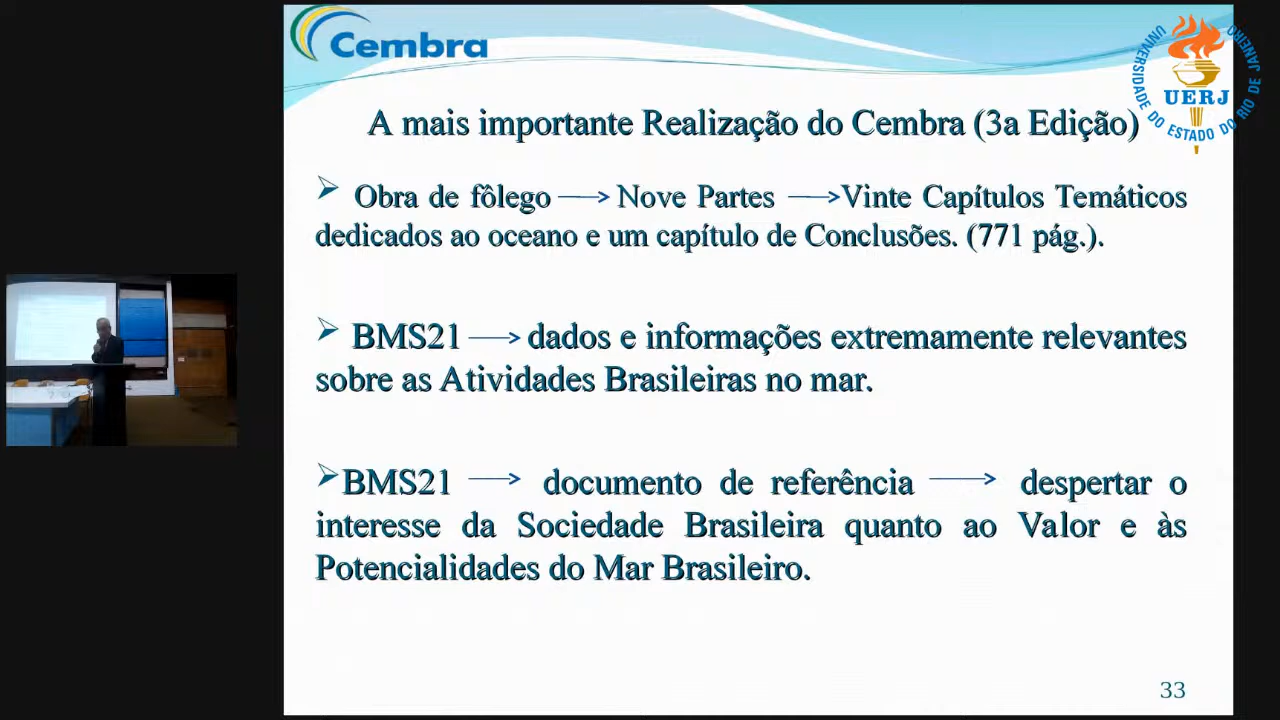 Cembra
UNIVERSIDADE DO ESTADO DO RIO DE JANEIRO
UERJ
A mais importante Realização do Cembra (3a Edição)
➢ Obra de fôlego → Nove Partes → Vinte Capítulos Temáticos
dedicados ao oceano e um capítulo de Conclusões. (771 pág.).
➢ BMS21 → dados e informações extremamente relevantes
sobre as Atividades Brasileiras no mar.
➢BMS21 → documento de referência → despertar o
interesse da Sociedade Brasileira quanto ao Valor e às
Potencialidades do Mar Brasileiro.
33